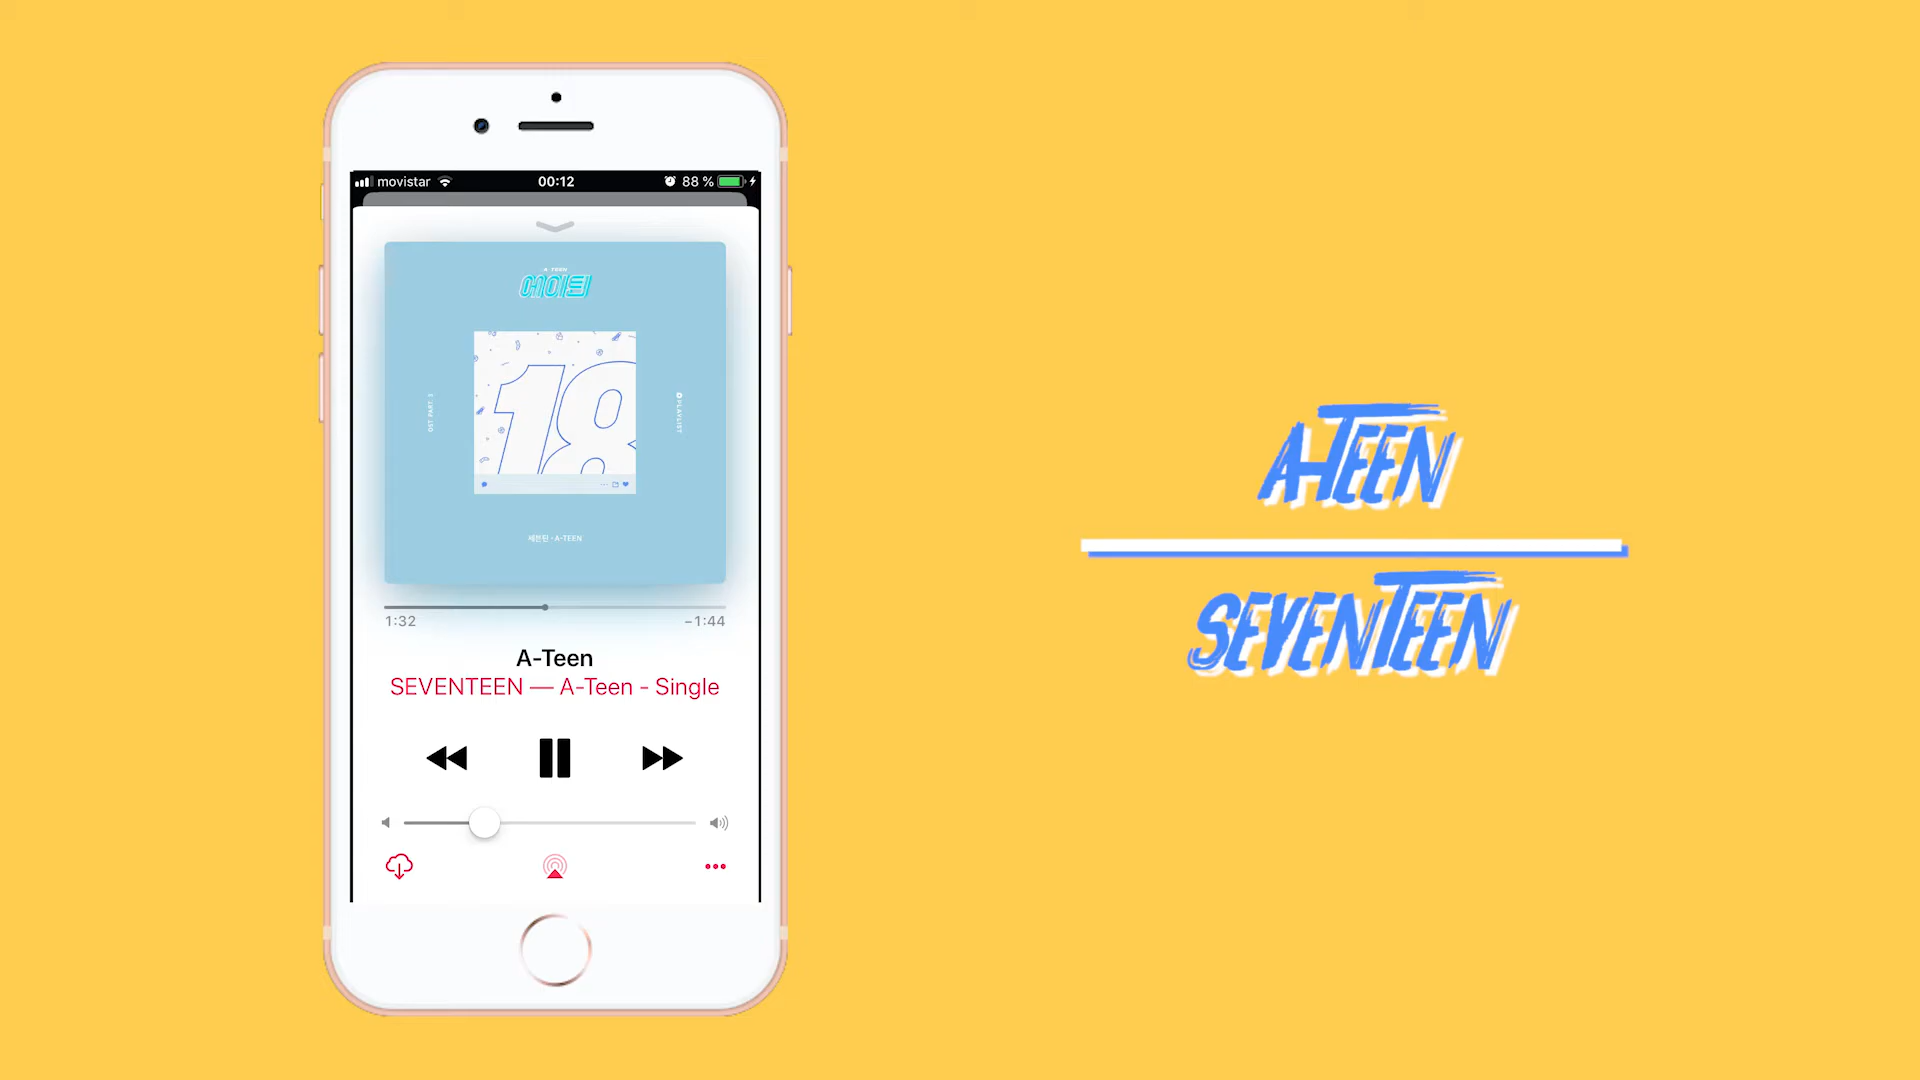 movistar 00:12 88 %
A TEEN
에이틴
18
OST PART. 2
PLAYLIST
세븐틴 • A-TEEN
1:32 –1:44
A-Teen
SEVENTEEN — A-Teen - Single
A-TEEN
SEVENTEEN